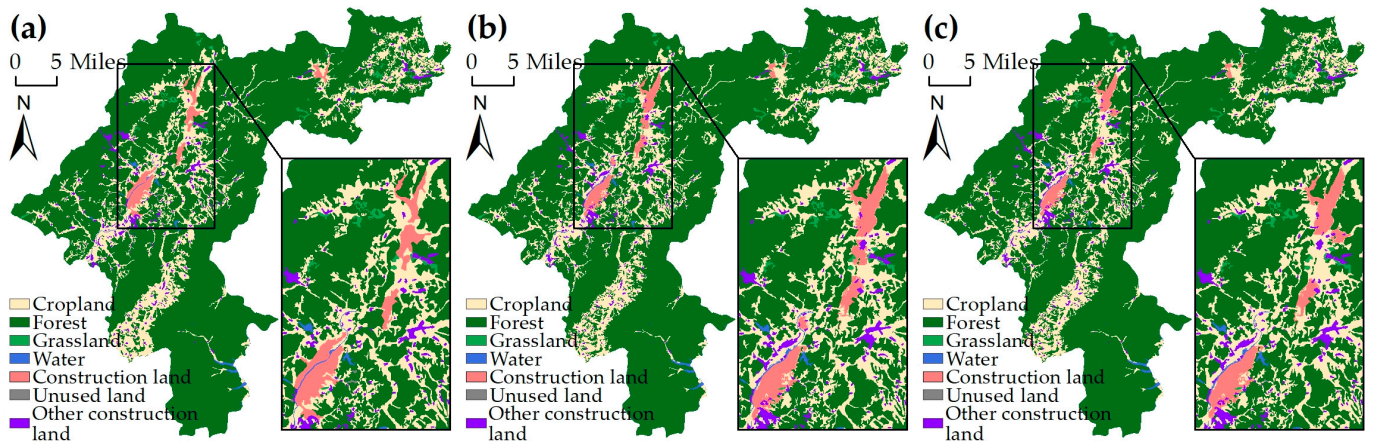 (a)
0 5 Miles
N
Cropland
Forest
Grassland
Water
Construction land
Unused land
Other construction
land
(b)
0 5 Miles
N
Cropland
Forest
Grassland
Water
Construction land
Unused land
Other construction
land
(c)
0 5 Miles
N
Cropland
Forest
Grassland
Water
Construction land
Unused land
Other construction
land